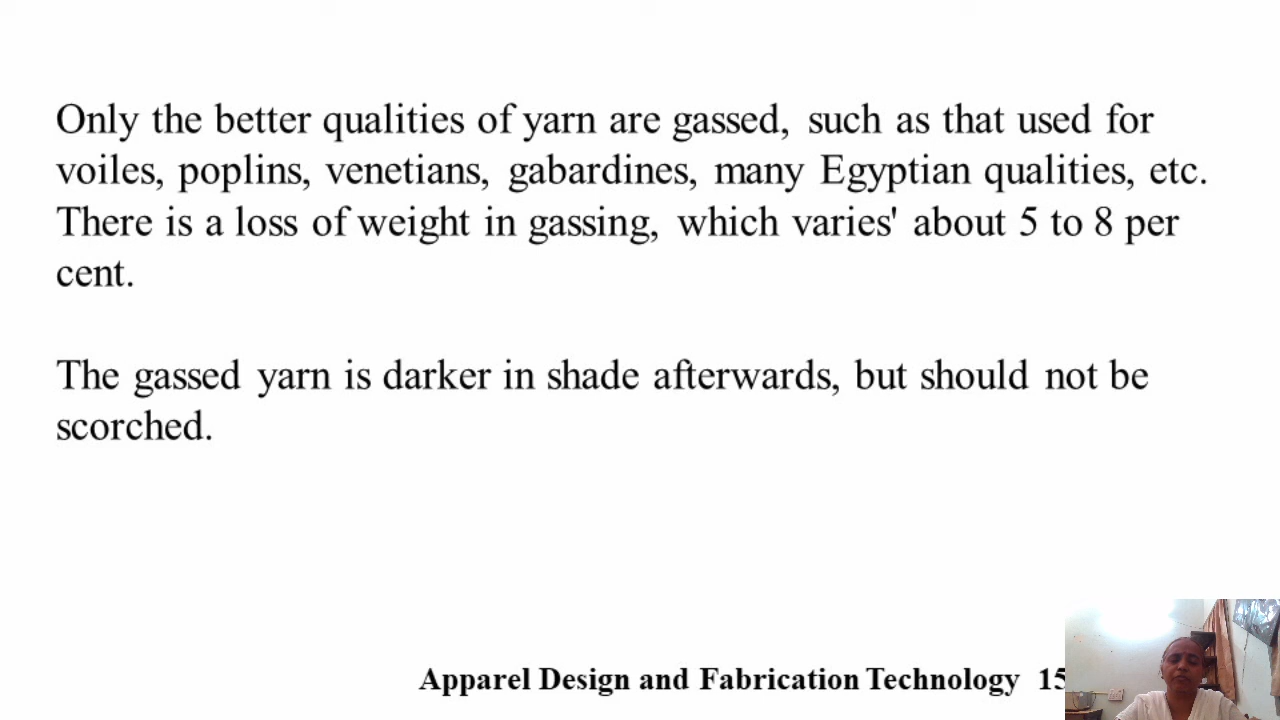 Only the better qualities of yarn are gassed, such as that used for
voiles, poplins, venetians, gabardines, many Egyptian qualities, etc.
There is a loss of weight in gassing, which varies' about 5 to 8 per
cent.
The gassed yarn is darker in shade afterwards, but should not be
scorched.
Apparel Design and Fabrication Technology 15